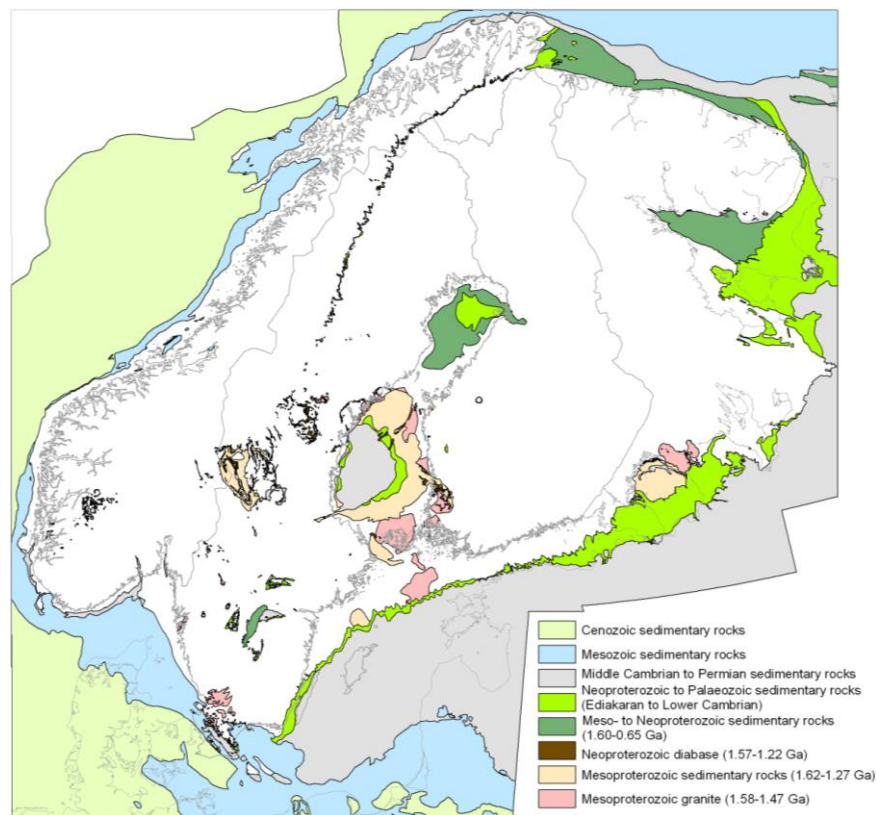 Cenozoic sedimentary rocks
Mesozoic sedimentary rocks
Middle Cambrian to Permian sedimentary rocks
Neoproterozoic to Palaeozoic sedimentary rocks
(Ediakaran to Lower Cambrian)
Meso- to Neoproterozoic sedimentary rocks
(1.60-0.65 Ga)
Neoproterozoic diabase (1.57-1.22 Ga)
Mesoproterozoic sedimentary rocks (1.62-1.27 Ga)
Mesoproterozoic granite (1.58-1.47 Ga)